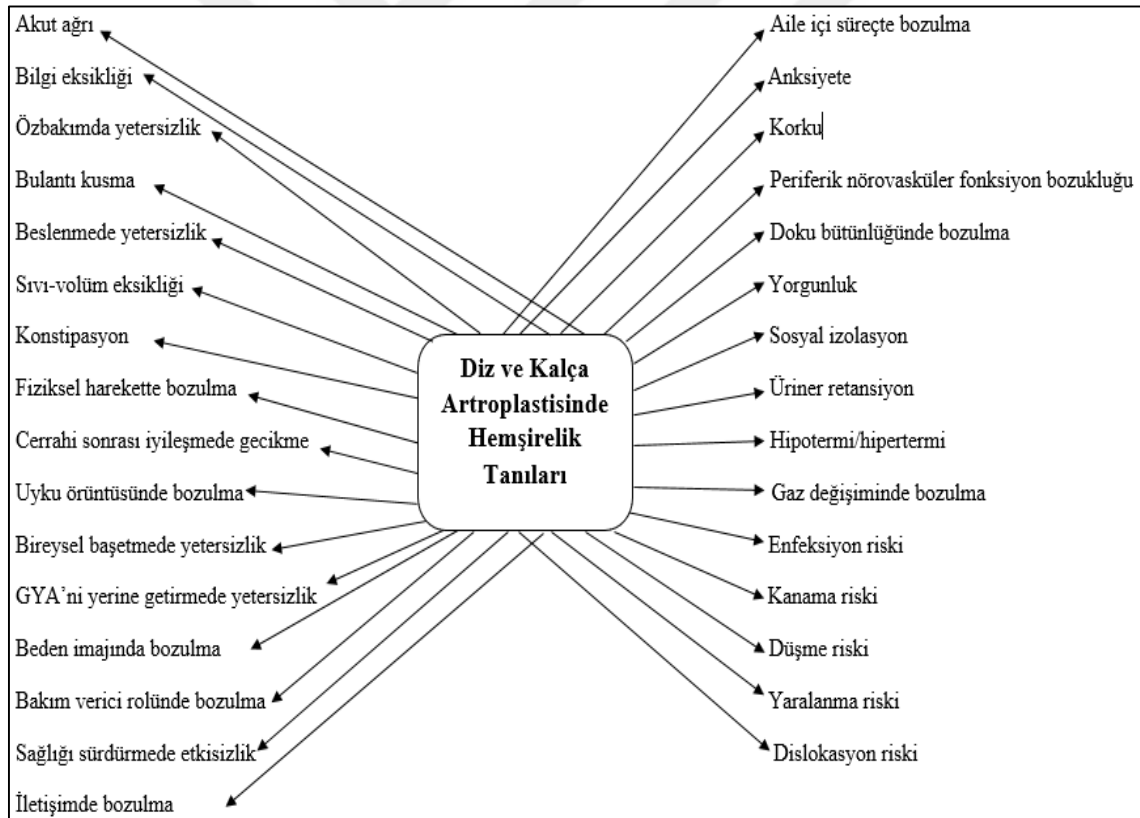 Akut ağrı
Bilgi eksikliği
Özbakımda yetersizlik
Bulantı kusma
Beslenmede yetersizlik
Sıvı-volüm eksikliği
Konstipasyon
Fiziksel harekette bozulma
Cerrahi sonrası iyileşmede gecikme
Uyku örüntüsünde bozulma
Bireysel başetmede yetersizlik
GYA’ni yerine getirmede yetersizlik
Beden imajında bozulma
Bakım verici rolünde bozulma
Sağlığı sürdürmede etkisizlik
İletişimde bozulma
Diz ve Kalça
Artroplastisinde
Hemşirelik
Tanıları
Aile içi süreçte bozulma
Anksiyete
Korku
Periferik nörovasküler fonksiyon bozukluğu
Doku bütünlüğünde bozulma
Yorgunluk
Sosyal izolasyon
Üriner retansiyon
Hipotermi/hipertermi
Gaz değişiminde bozulma
Enfeksiyon riski
Kanama riski
Düşme riski
Yaralanma riski
Dislokasyon riski